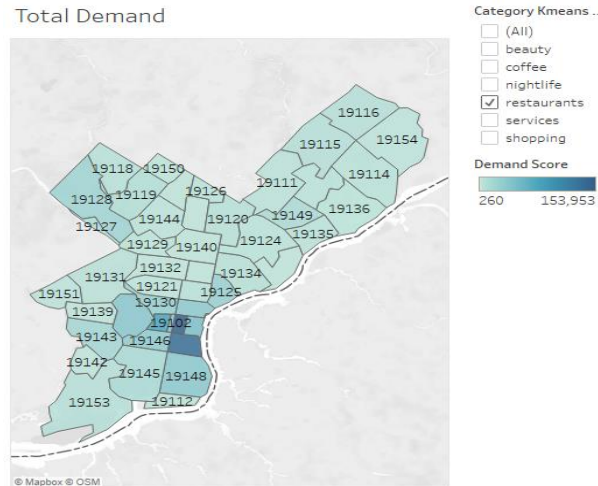 Total Demand
Category Kmeans ..
(All)
beauty
coffee
nightlife
restaurants
services
shopping
Demand Score
260 153,953
19116
19115 19154
19118 19150 19114
19111
19128 19119 19126
19136
19149
19127 19144 19120
19135
19129 19140 19124
19132 19134
19131
19121 19125
19151
19130
19139
19102
19143 19146
19142
19145 19148
19153 19112
© Mapbox © OSM